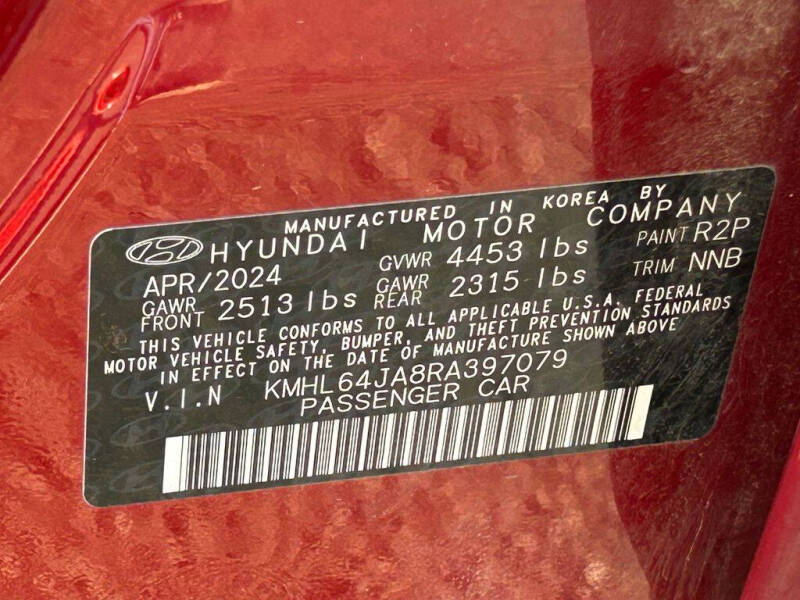 MANUFACTURED IN KOREA BY
HYUNDAI MOTOR COMPANY
APR/2024 GVWR 4453 lbs PAINT R2P
GAWR FRONT 2513 lbs GAWR REAR 2315 lbs TRIM NNB
THIS VEHICLE CONFORMS TO ALL APPLICABLE U.S.A. FEDERAL
MOTOR VEHICLE SAFETY, BUMPER, AND THEFT PREVENTION STANDARDS
IN EFFECT ON THE DATE OF MANUFACTURE SHOWN ABOVE
V.I.N KMHL64JA8RA397079
PASSENGER CAR